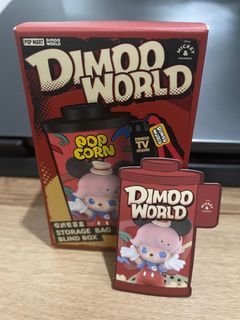 POP MART
DIMOO
WORLD
MICKEY
& FRIENDS
DIMOO
WORLD
POP
CORN
DIMOO
TV
SHOW
STORAGE BAG
BLIND BOX
DIMOO
WORLD